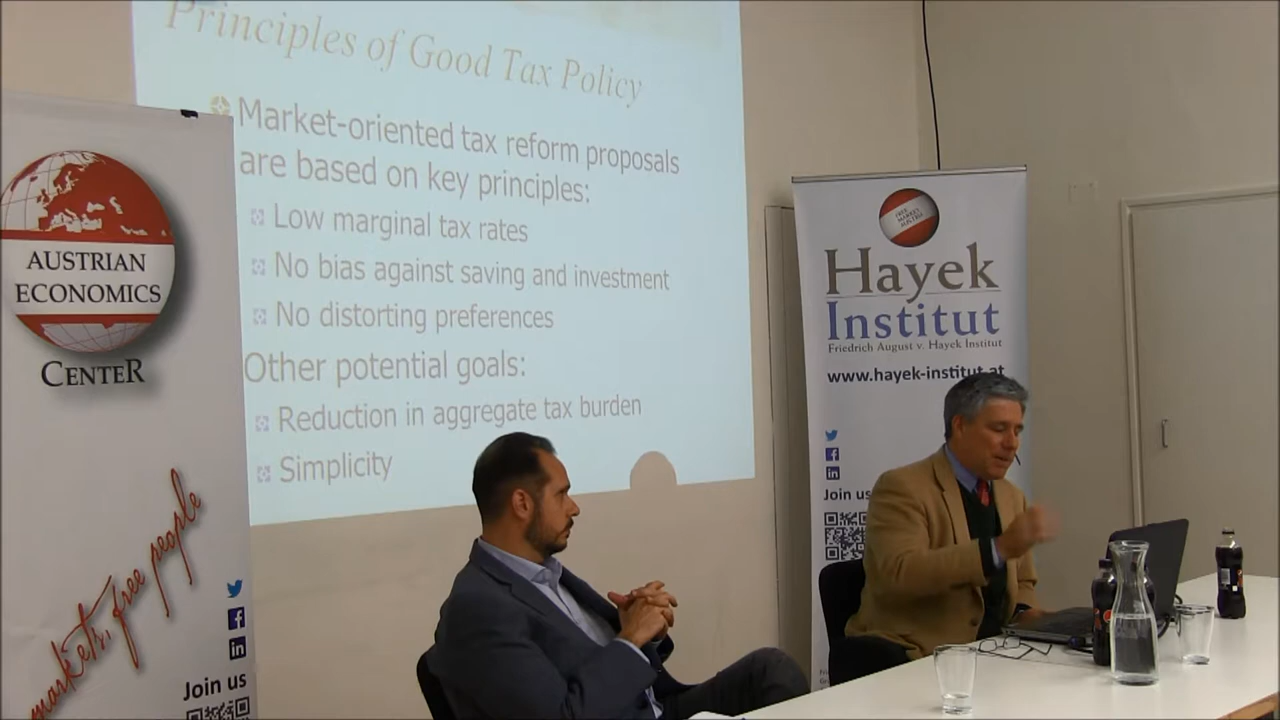 Principles of Good Tax Policy
Market-oriented tax reform proposals
are based on key principles:
Low marginal tax rates
No bias against saving and investment
No distorting preferences
Other potential goals:
Reduction in aggregate tax burden
Simplicity
AUSTRIAN
ECONOMICS
CENTER
markets, free people
Join us
Hayek
Institut
Friedrich August v. Hayek Institut
www.hayek-institut.at
Join us